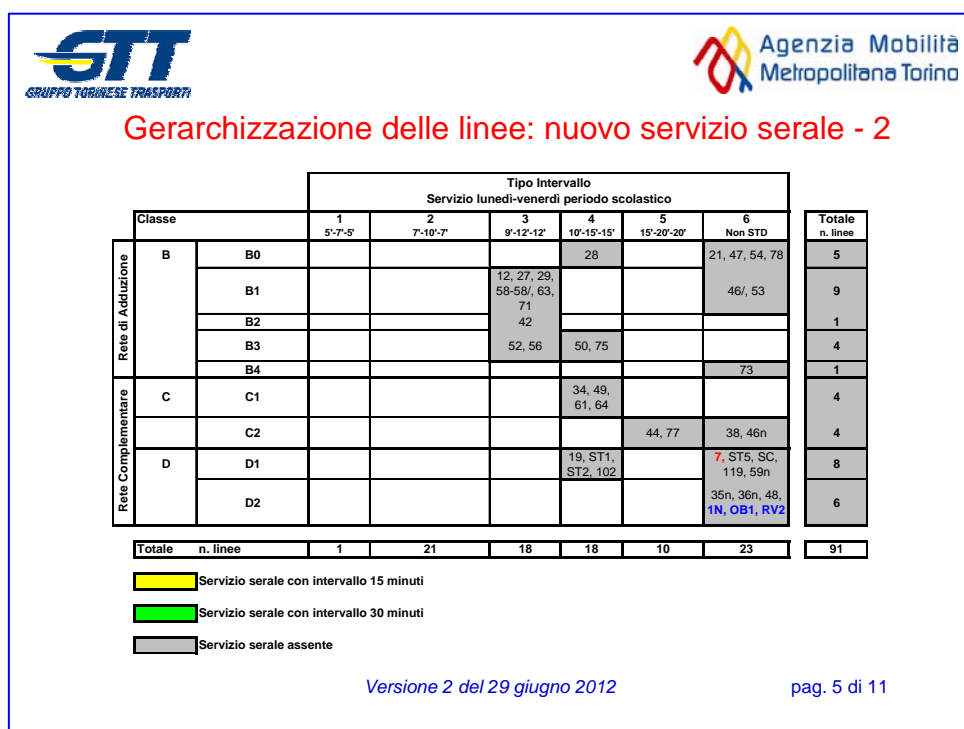 GTT
GRUPPO TORINESE TRASPORTI
Agenzia Mobilità
Metropolitana Torino
Gerarchizzazione delle linee: nuovo servizio serale - 2
Tipo Intervallo
Servizio lunedì-venerdì periodo scolastico
Classe 1 2 3 4 5 6 Totale
5'-7'-5' 7'-10'-7' 9'-12'-12' 10'-15'-15' 15'-20'-20' Non STD n. linee
Rete di Adduzione
B B0 28 21, 47, 54, 78 5
12, 27, 29,
B1 58-58/, 63, 46/, 53 9
71
B2 42 1
B3 52, 56 50, 75 4
B4 73 1
Rete Complementare
C C1 34, 49, 4
61, 64
C2 44, 77 38, 46n 4
D D1 19, ST1, 7, ST5, SC, 8
ST2, 102 119, 59n
D2 35n, 36n, 48, 6
1N, OB1, RV2
Totale n. linee 1 21 18 18 10 23 91
Servizio serale con intervallo 15 minuti
Servizio serale con intervallo 30 minuti
Servizio serale assente
Versione 2 del 29 giugno 2012
pag. 5 di 11